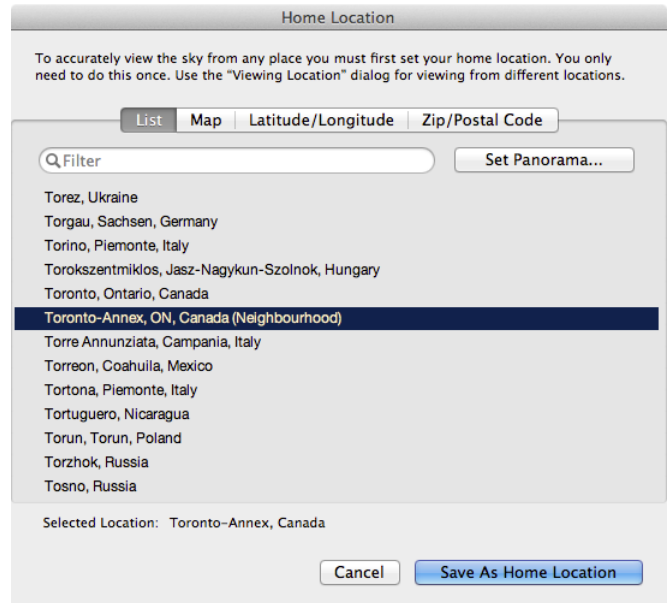 Home Location
To accurately view the sky from any place you must first set your home location. You only
need to do this once. Use the "Viewing Location" dialog for viewing from different locations.
List Map Latitude/Longitude Zip/Postal Code
Filter Set Panorama...
Torez, Ukraine
Torgau, Sachsen, Germany
Torino, Piemonte, Italy
Torokszentmiklos, Jasz-Nagykun-Szolnok, Hungary
Toronto, Ontario, Canada
Toronto-Annex, ON, Canada (Neighbourhood)
Torre Annunziata, Campania, Italy
Torreon, Coahuila, Mexico
Tortona, Piemonte, Italy
Tortuguero, Nicaragua
Torun, Torun, Poland
Torzhok, Russia
Tosno, Russia
Selected Location: Toronto-Annex, Canada
Cancel Save As Home Location